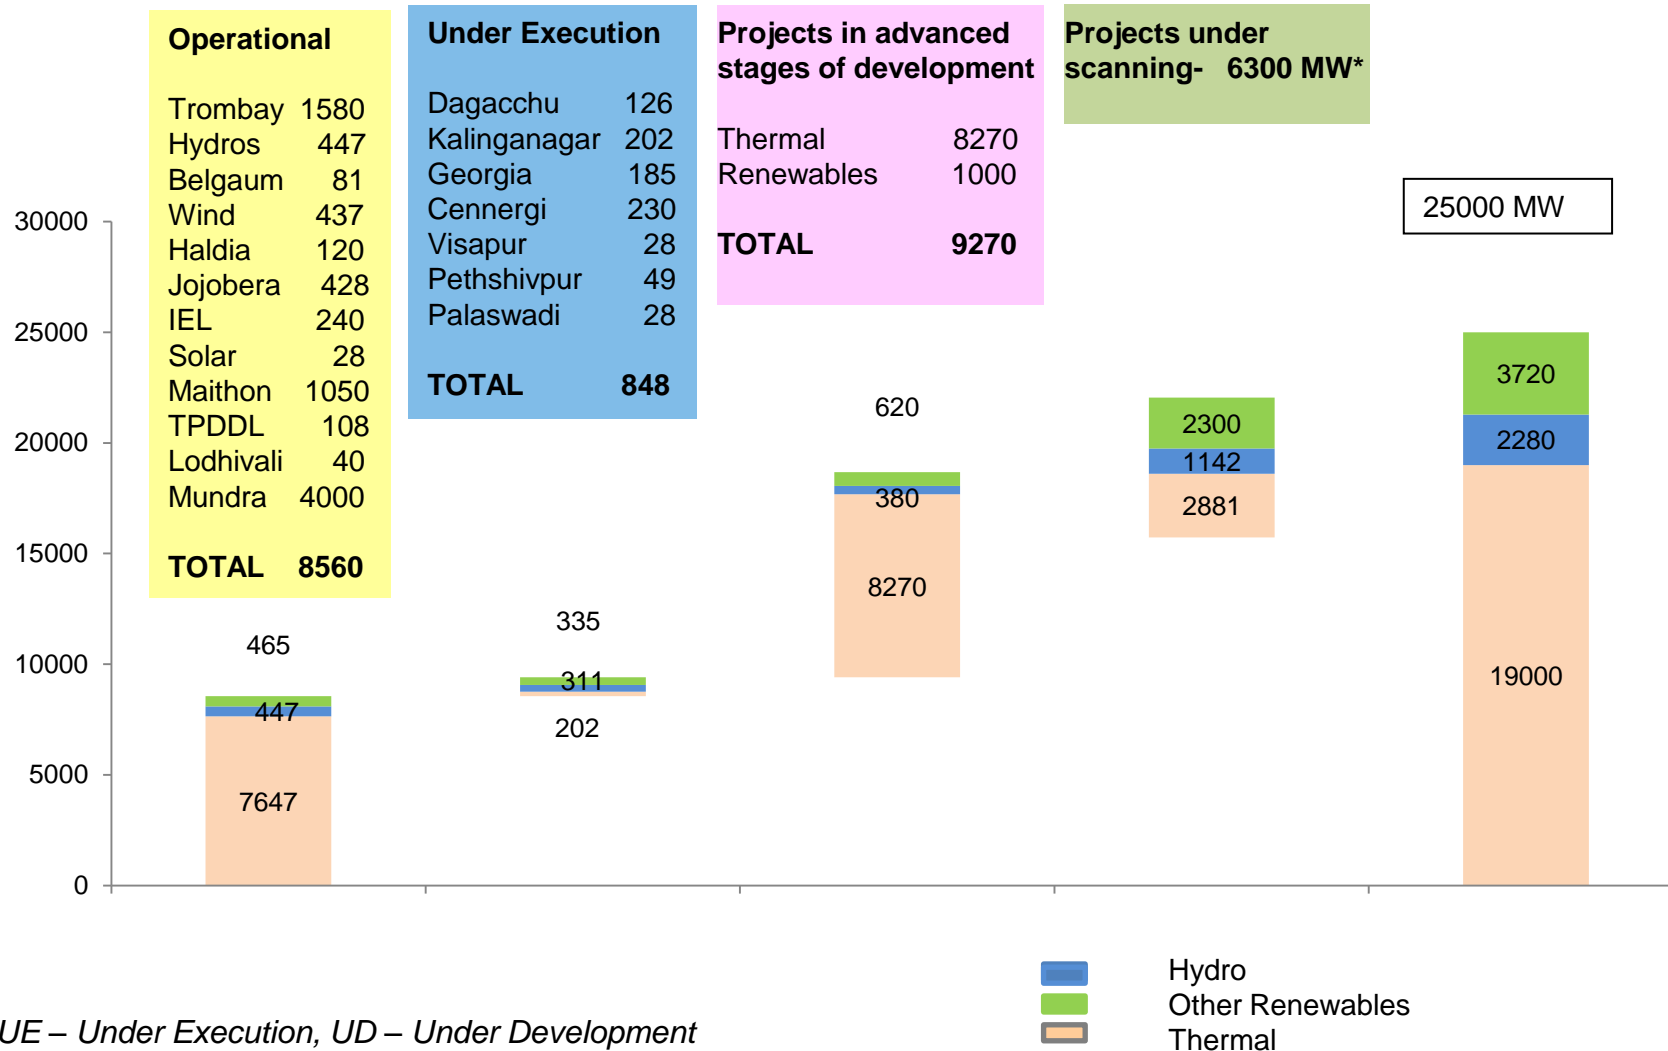 Operational
Trombay 1580
Hydros 447
Belgaum 81
Wind 437
Haldia 120
Jojobera 428
IEL 240
Solar 28
Maithon 1050
TPDDL 108
Lodhivali 40
Mundra 4000
TOTAL 8560
Under Execution
Dagacchu 126
Kalinganagar 202
Georgia 185
Cennergi 230
Visapur 28
Pethshivpur 49
Palaswadi 28
TOTAL 848
Projects in advanced
stages of development
Thermal 8270
Renewables 1000
TOTAL 9270
Projects under
scanning- 6300 MW*
25000 MW
30000
25000
20000
15000
10000
5000
0
465
447
7647
335
311
202
620
380
8270
2300
1142
2881
3720
2280
19000
Hydro
Other Renewables
Thermal
UE – Under Execution, UD – Under Development